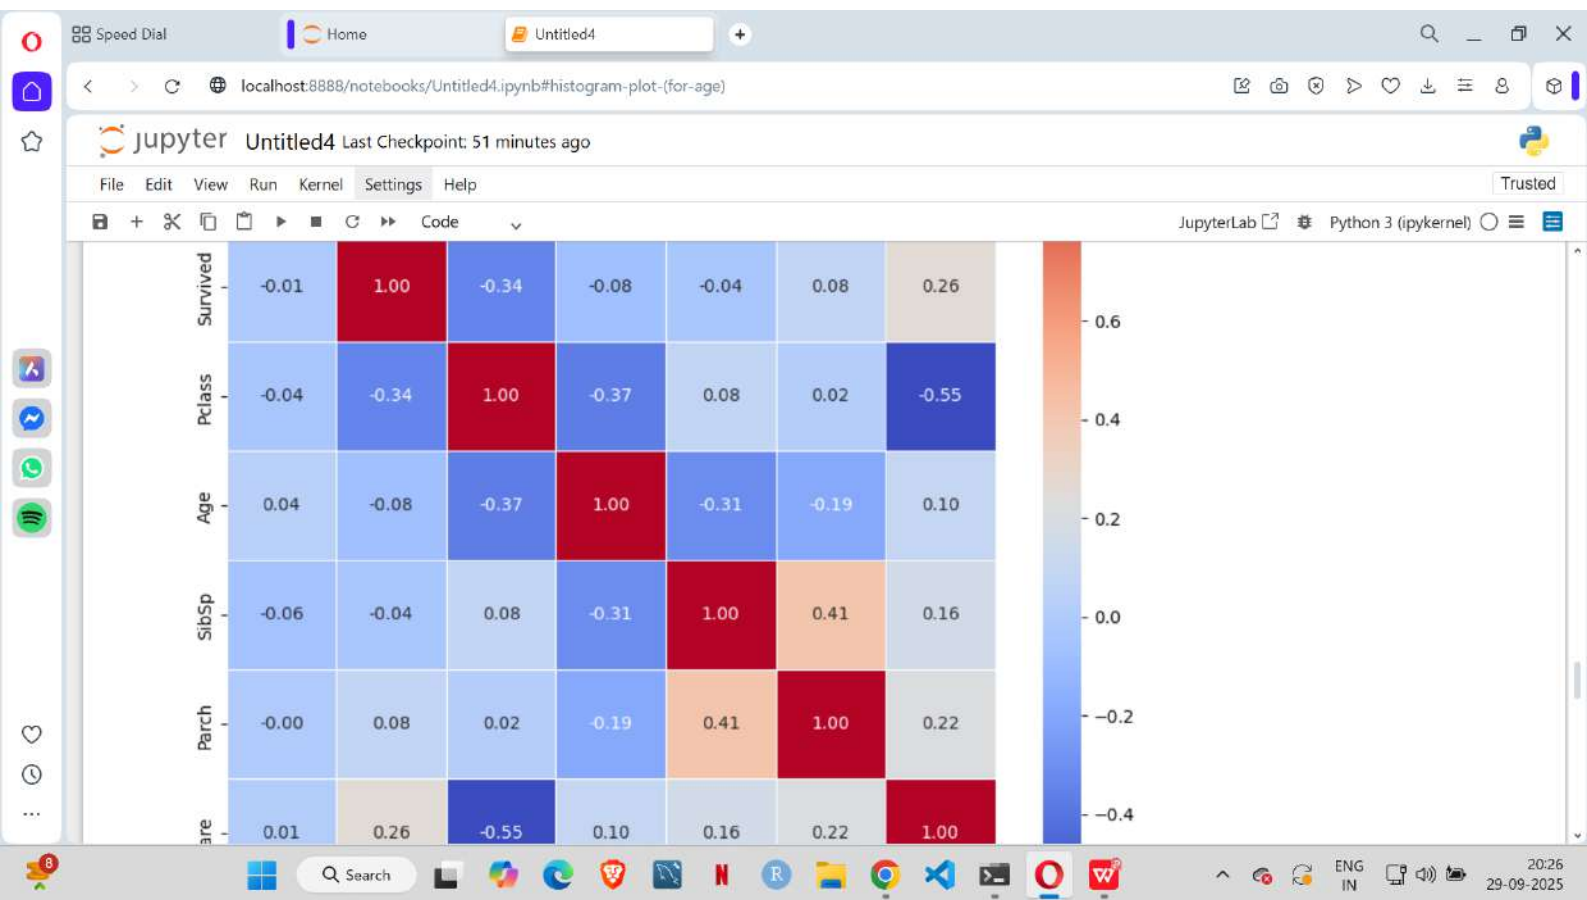 Speed Dial
Home
Untitled4
localhost:8888/notebooks/Untitled4.ipynb#histogram-plot-(for-age)
jupyter Untitled4 Last Checkpoint: 51 minutes ago
File Edit View Run Kernel Settings Help
Trusted
Code
JupyterLab
Python 3 (ipykernel)
Survived -0.01 1.00 -0.34 -0.08 -0.04 0.08 0.26
0.6
Pclass -0.04 -0.34 1.00 -0.37 0.08 0.02 -0.55
0.4
Age 0.04 -0.08 -0.37 1.00 -0.31 -0.19 0.10
0.2
SibSp -0.06 -0.04 0.08 -0.31 1.00 0.41 0.16
0.0
Parch -0.00 0.08 0.02 -0.19 0.41 1.00 0.22
−0.2
are 0.01 0.26 -0.55 0.10 0.16 0.22 1.00
−0.4
8
Search
N
R
W
ENG
IN
20:26
29-09-2025